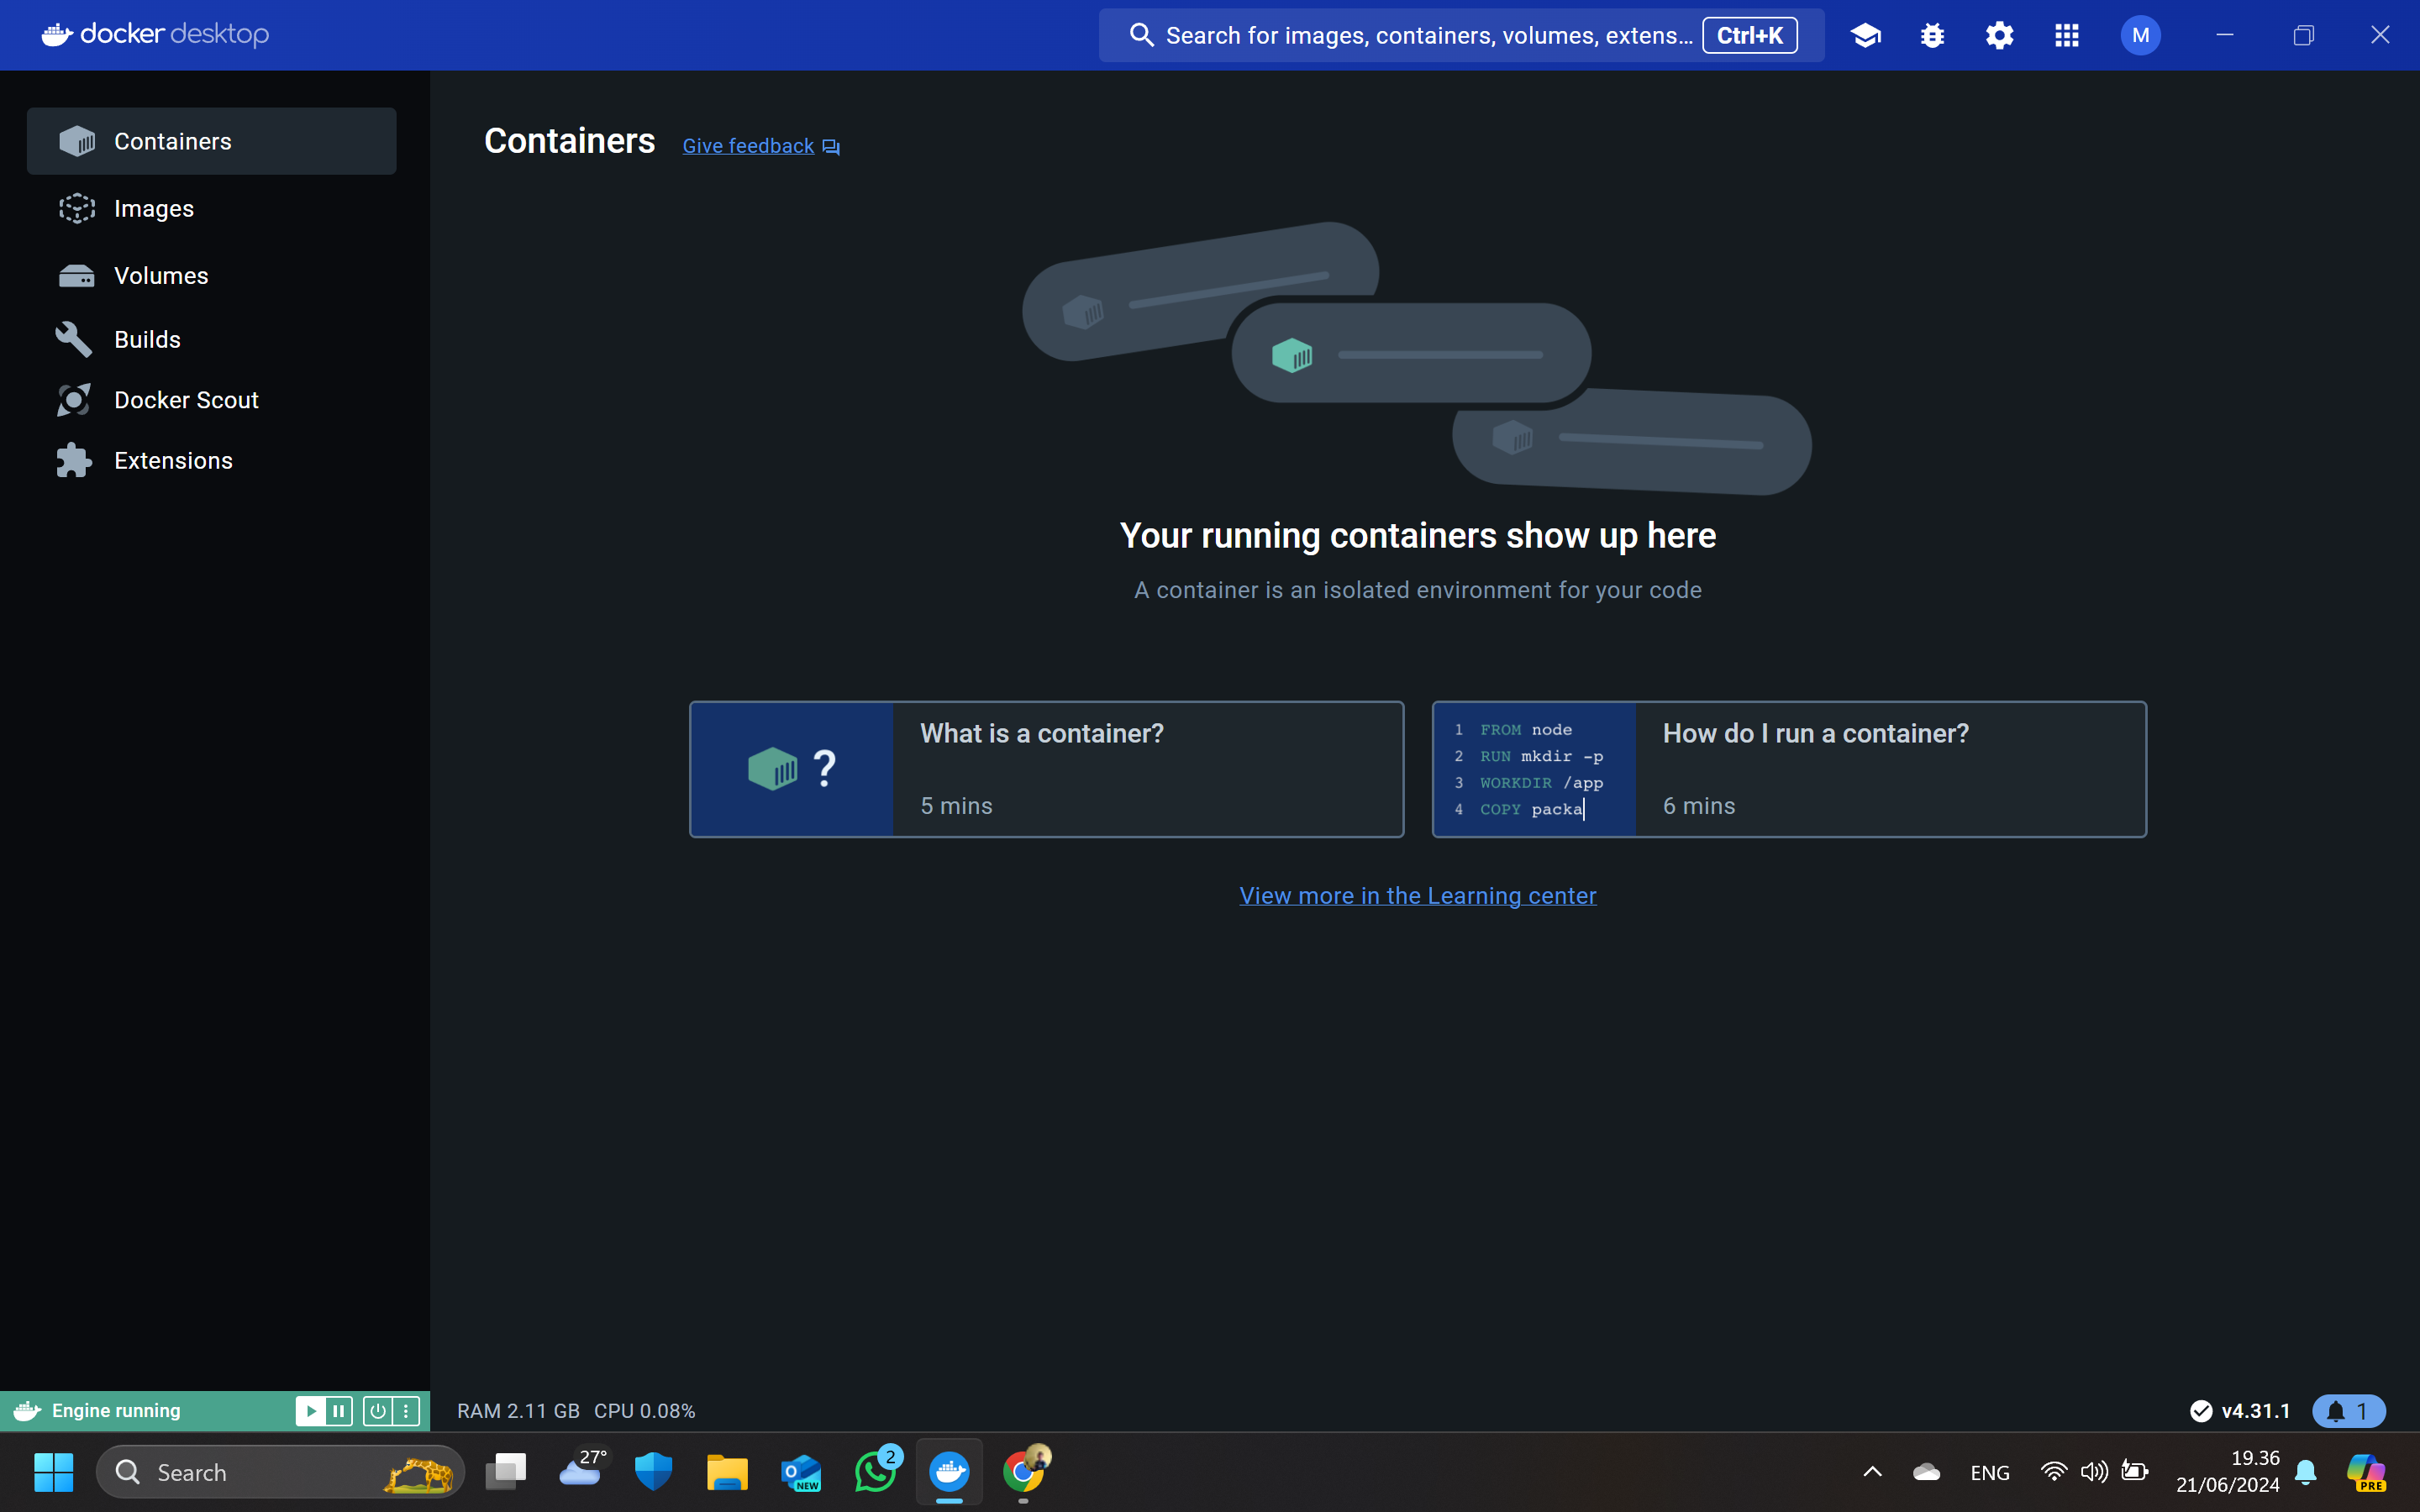 docker desktop
Search for images, containers, volumes, extens...
Ctrl+K
M
Containers
Images
Volumes
Builds
Docker Scout
Extensions
Containers
Give feedback
Your running containers show up here
A container is an isolated environment for your code
?
What is a container?
5 mins
1 FROM node
2 RUN mkdir -p
3 WORKDIR /app
4 COPY packa
How do I run a container?
6 mins
View more in the Learning center
Engine running
RAM 2.11 GB CPU 0.08%
v4.31.1
1
Search
27°
O
NEW
2
ENG
19.36
21/06/2024
PRE